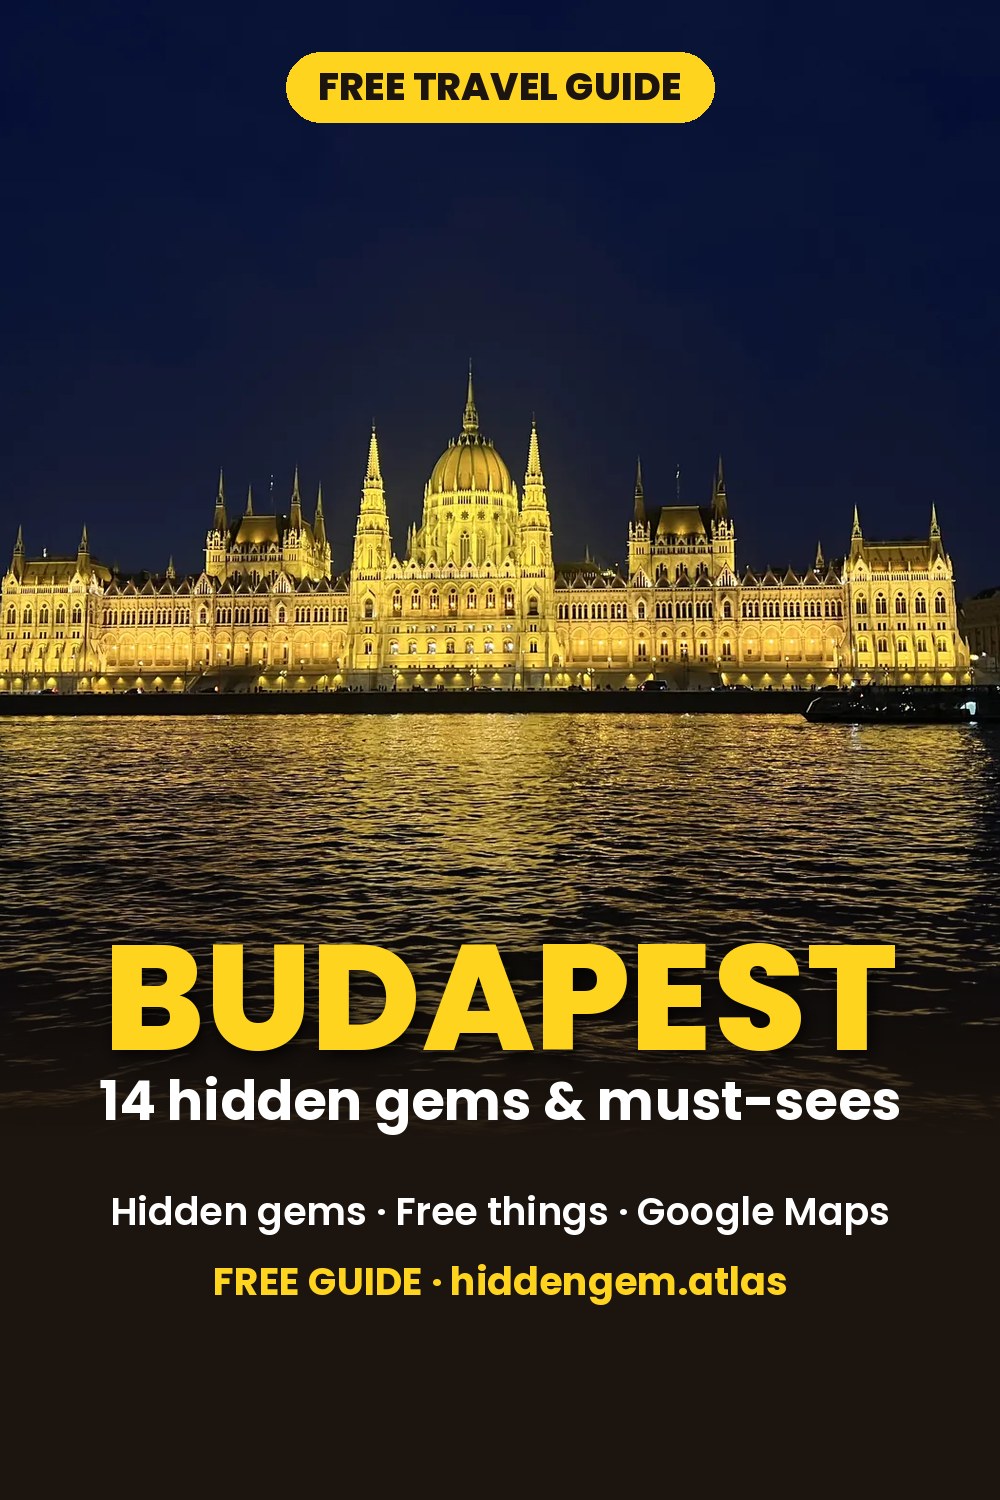 FREE TRAVEL GUIDE
BUDAPEST
14 hidden gems & must-sees
Hidden gems · Free things · Google Maps
FREE GUIDE · hiddengem.atlas